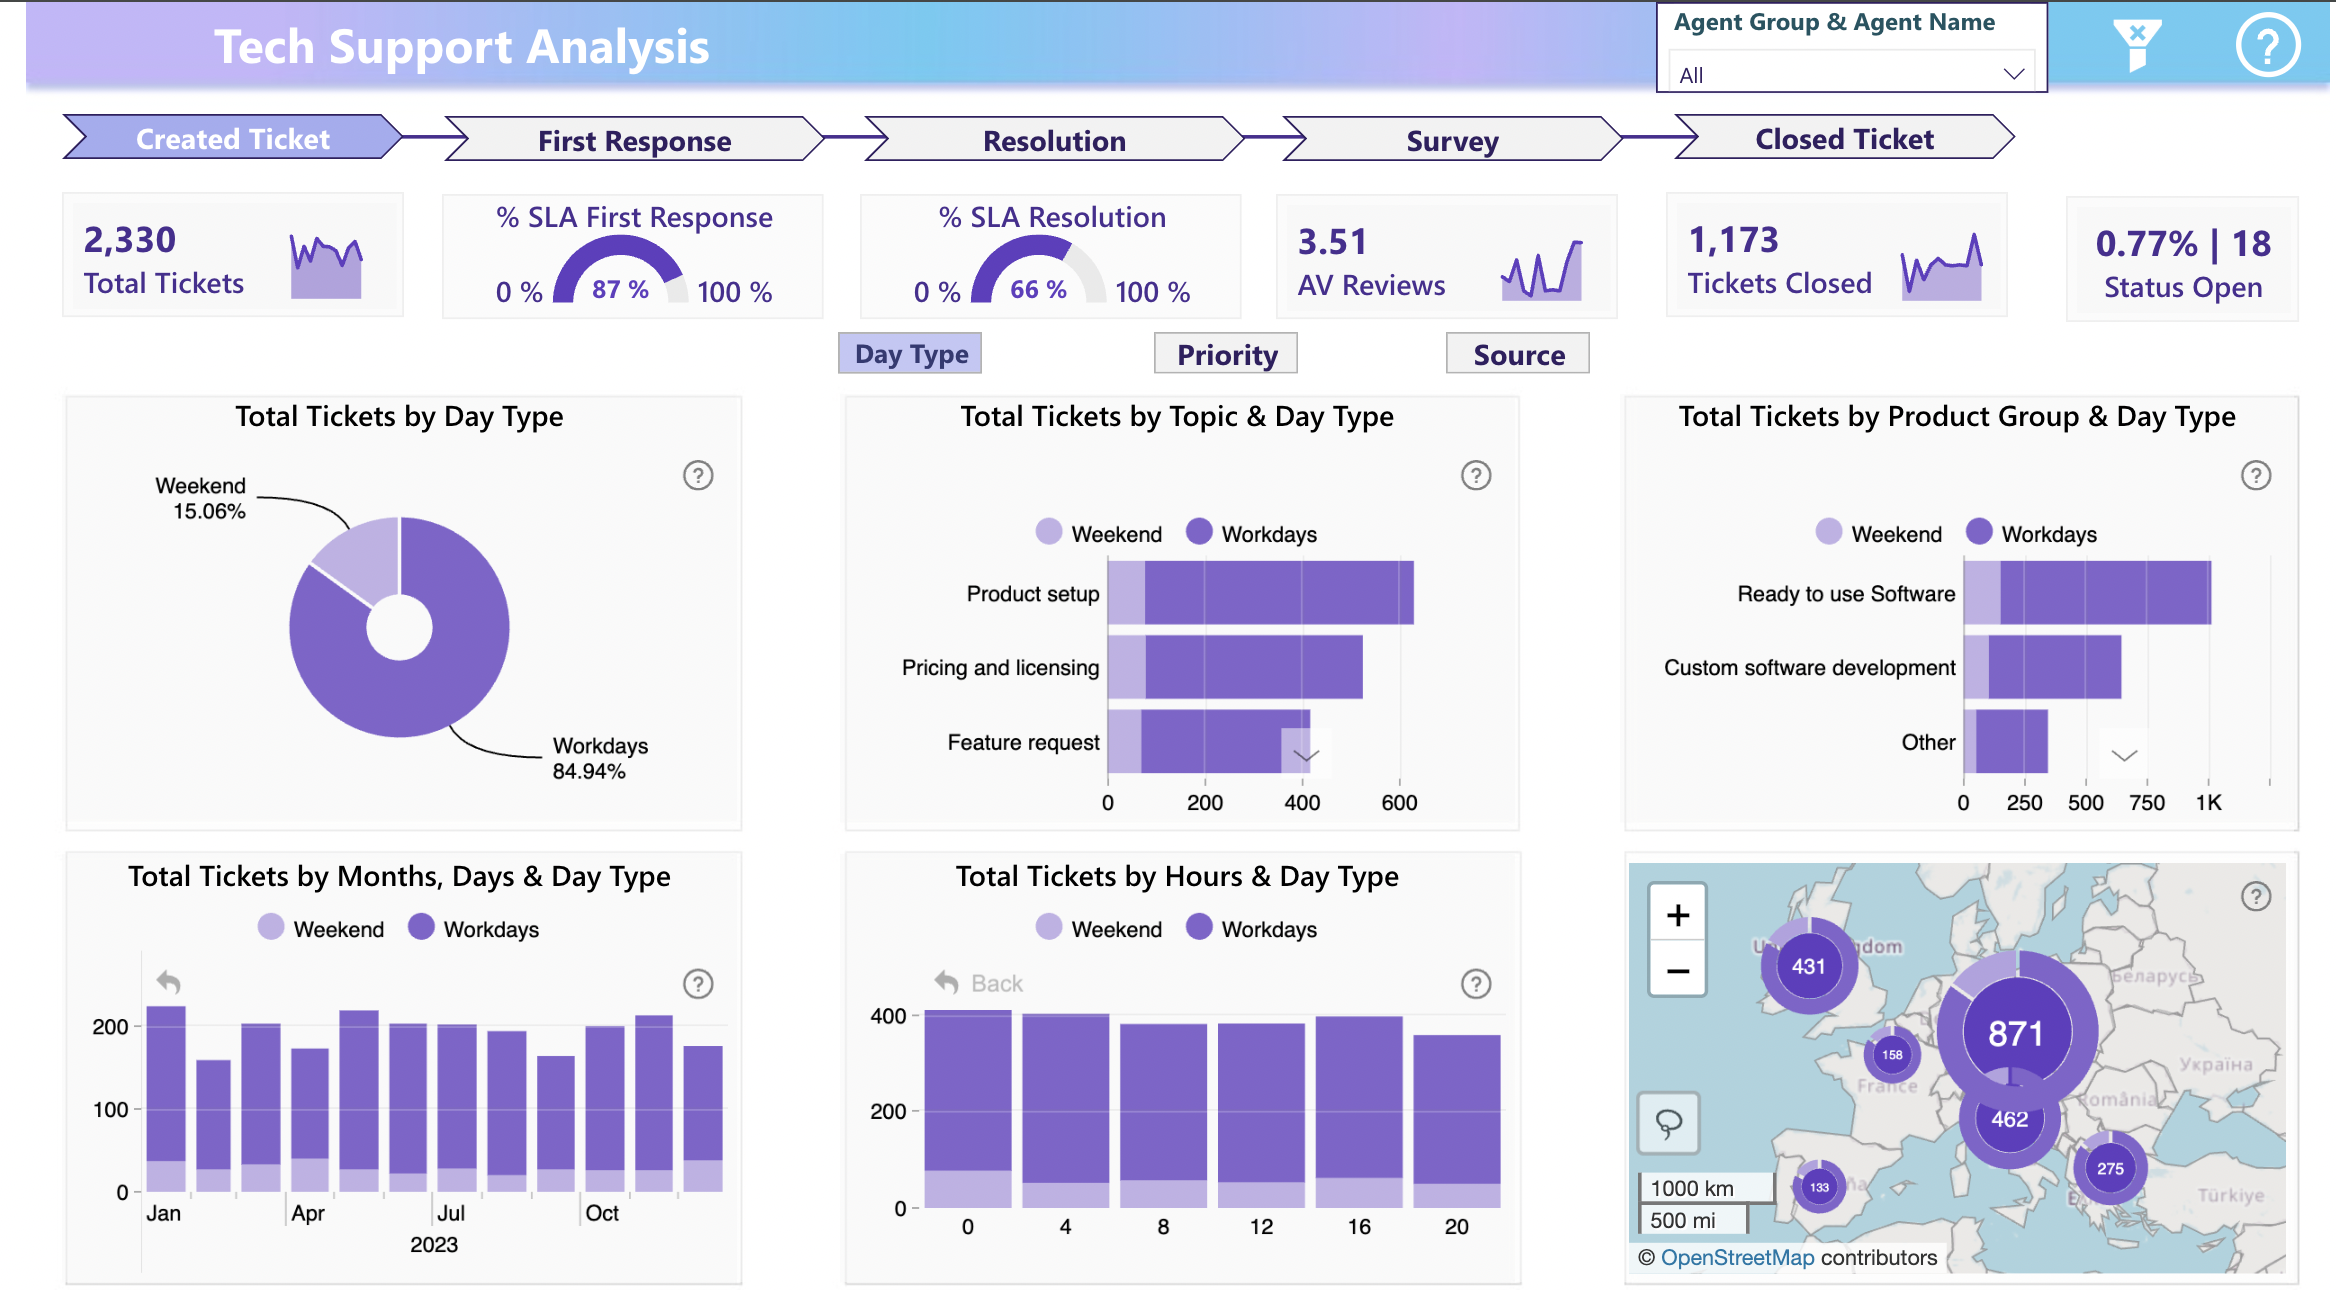 Tech Support Analysis
Agent Group & Agent Name
All
Created Ticket
First Response
Resolution
Survey
Closed Ticket
2,330
Total Tickets
% SLA First Response
0 %
87 %
100 %
% SLA Resolution
0 %
66 %
100 %
3.51
AV Reviews
1,173
Tickets Closed
0.77% | 18
Status Open
Day Type
Priority
Source
Total Tickets by Day Type
Weekend
15.06%
Workdays
84.94%
Total Tickets by Topic & Day Type
Weekend
Workdays
Product setup
Pricing and licensing
Feature request
0
200
400
600
Total Tickets by Product Group & Day Type
Weekend
Workdays
Ready to use Software
Custom software development
Other
0
250
500
750
1K
Total Tickets by Months, Days & Day Type
Weekend
Workdays
200
100
0
Jan
Apr
Jul
Oct
2023
Total Tickets by Hours & Day Type
Weekend
Workdays
Back
400
200
0
0
4
8
12
16
20
+
−
431
871
158
462
275
133
France
Беларусь
Україна
Türkiye
1000 km
500 mi
© OpenStreetMap contributors